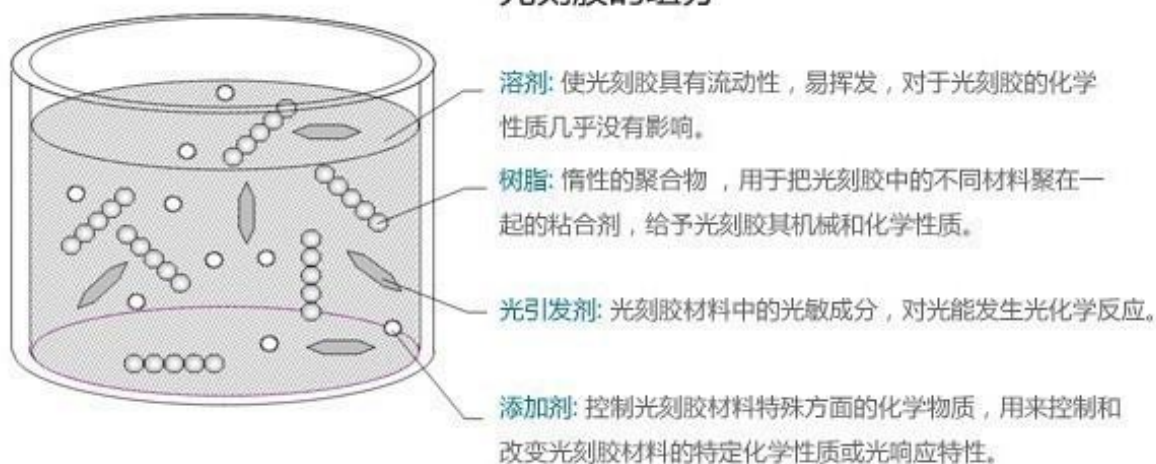 溶剂: 使光刻胶具有流动性，易挥发，对于光刻胶的化学
性质几乎没有影响。
树脂: 惰性的聚合物 ，用于把光刻胶中的不同材料聚在一
起的粘合剂，给予光刻胶其机械和化学性质。
光引发剂: 光刻胶材料中的光敏成分，对光能发生光化学反应。
添加剂: 控制光刻胶材料特殊方面的化学物质，用来控制和
改变光刻胶材料的特定化学性质或光响应特性。